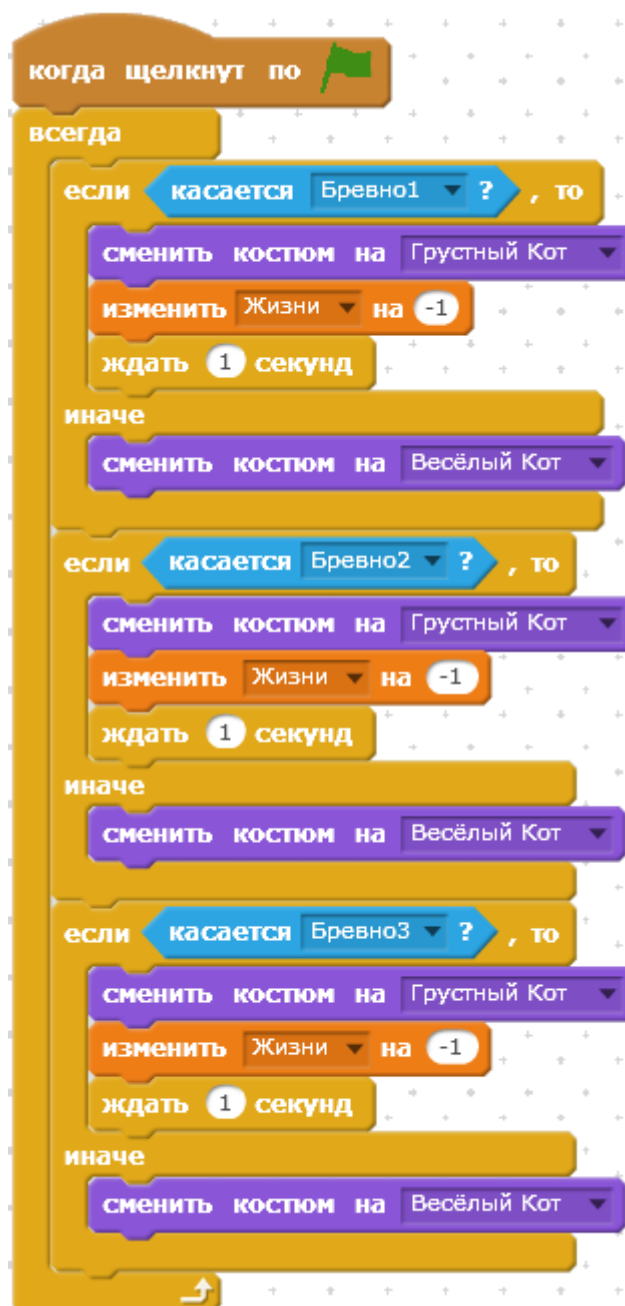 когда щелкнут по
всегда
если касается Бревно1 ? , то
сменить костюм на Грустный Кот
изменить Жизни на -1
ждать 1 секунд
иначе
сменить костюм на Весёлый Кот
если касается Бревно2 ? , то
сменить костюм на Грустный Кот
изменить Жизни на -1
ждать 1 секунд
иначе
сменить костюм на Весёлый Кот
если касается Бревно3 ? , то
сменить костюм на Грустный Кот
изменить Жизни на -1
ждать 1 секунд
иначе
сменить костюм на Весёлый Кот